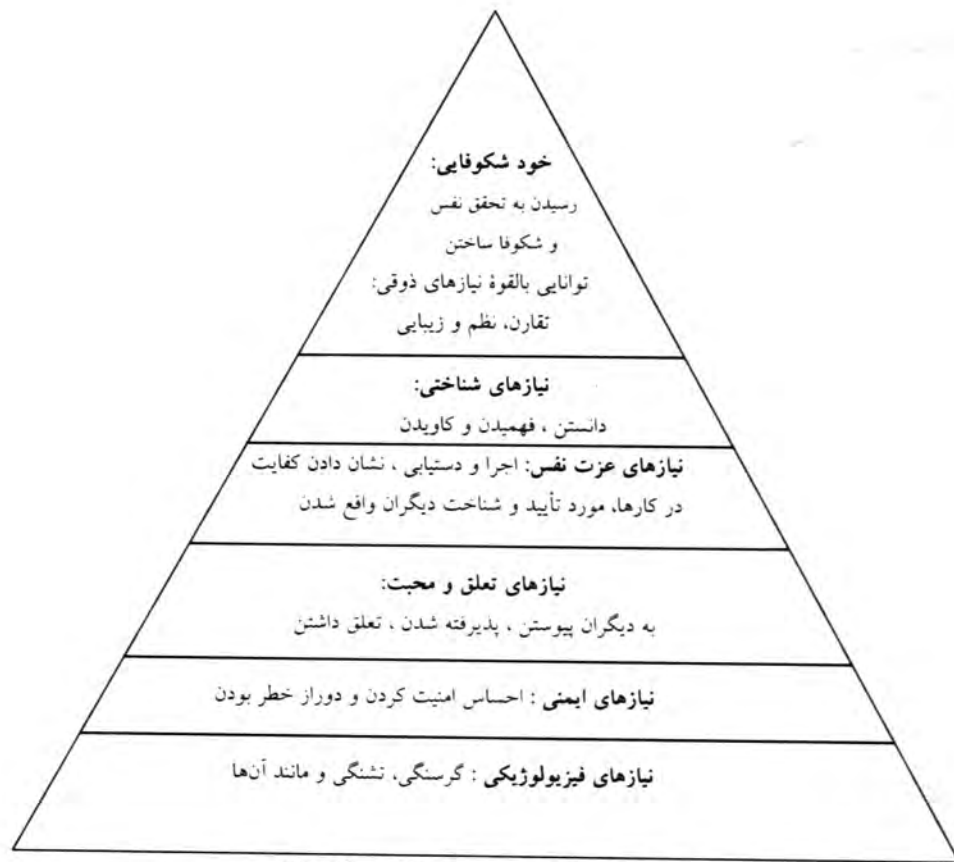 خود شکوفایی:
رسیدن به تحقق نفس
و شکوفا ساختن
توانایی بالقوهٔ نیازهای ذوقی:
تقارن، نظم و زیبایی
نیازهای شناختی:
دانستن ، فهمیدن و کاویدن
نیازهای عزت نفس: اجرا و دستیابی ، نشان دادن کفایت
در کارها، مورد تأیید و شناخت دیگران واقع شدن
نیازهای تعلق و محبت:
به دیگران پیوستن ، پذیرفته شدن ، تعلق داشتن
نیازهای ایمنی : احساس امنیت کردن و دوراز خطر بودن
نیازهای فیزیولوژیکی : گرسنگی، تشنگی و مانند آن‌ها